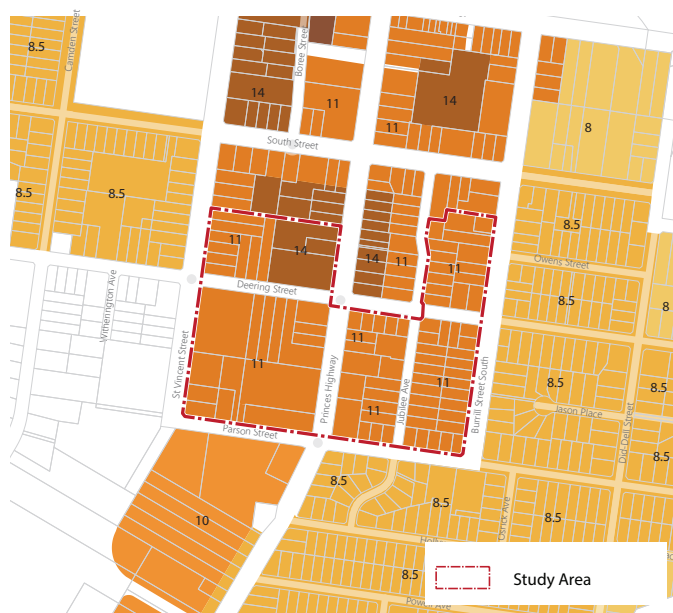 Camden Street
8.5
Boree Street
14
11
14
11
8
South Street
8.5
8.5
8.5
11
14
14
11
11
Owens Street
8.5
8
Witherington Ave
Deering Street
St Vincent Street
11
Princes Highway
11
11
Jubilee Ave
11
Burrill Street South
8.5
8.5
Jason Place
Old Dell Street
Parson Street
8.5
8.5
8.5
8.5
10
8.5
Powell Ave
Study Area